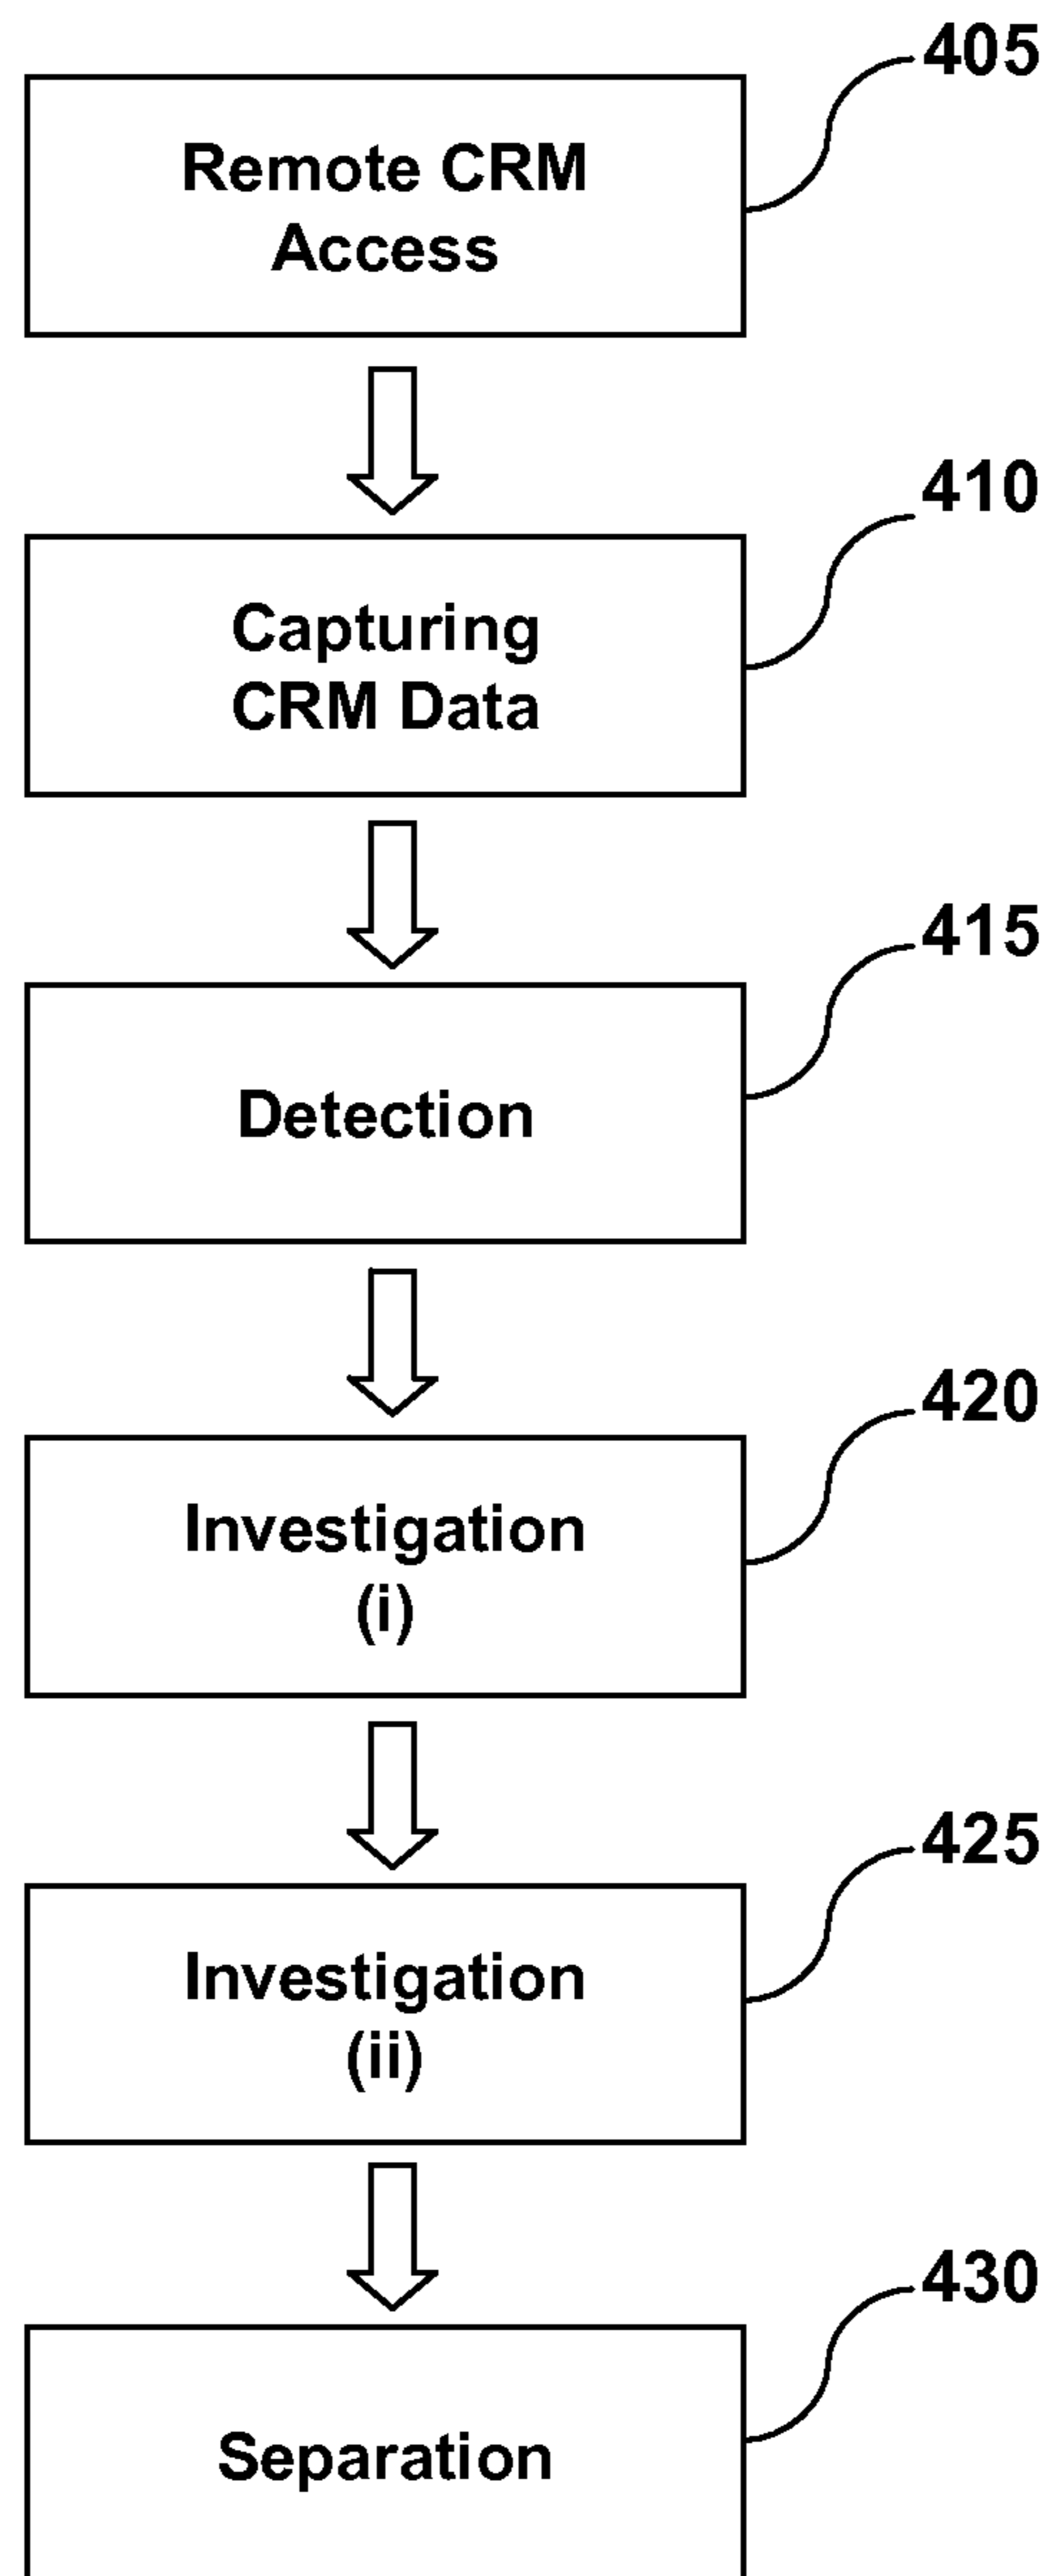 405
Remote CRM
Access
410
Capturing
CRM Data
415
Detection
420
Investigation
(i)
425
Investigation
(ii)
430
Separation